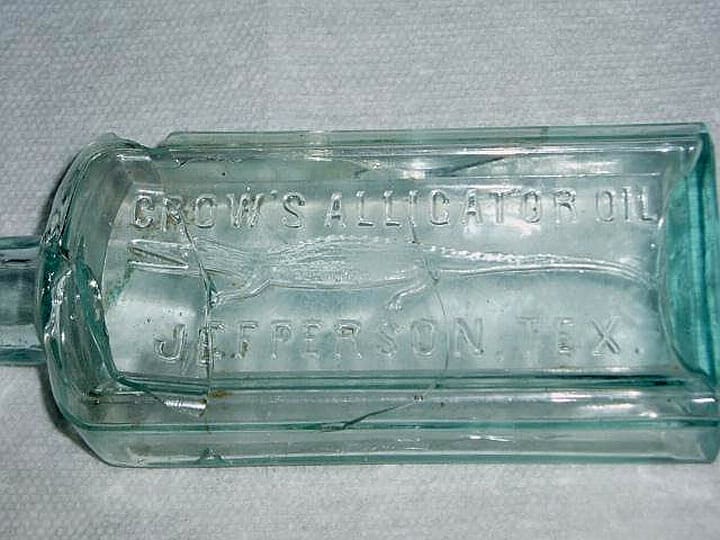 CROW'S ALLIGATOR OIL
JEFFERSON, TEX.